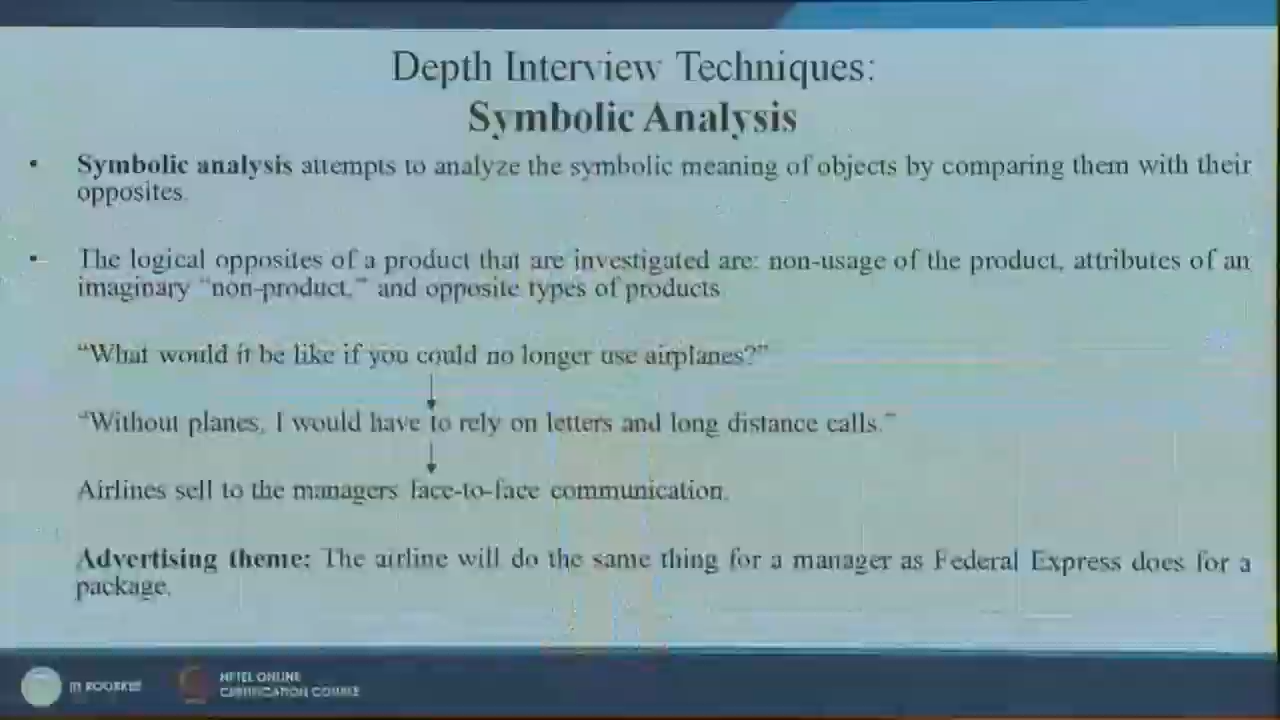 Depth Interview Techniques:
Symbolic Analysis
• Symbolic analysis attempts to analyze the symbolic meaning of objects by comparing them with their
opposites.
• The logical opposites of a product that are investigated are: non-usage of the product, attributes of an
imaginary "non-product," and opposite types of products
"What would it be like if you could no longer use airplanes?"
"Without planes, I would have to rely on letters and long distance calls."
Airlines sell to the managers face-to-face communication.
Advertising theme: The airline will do the same thing for a manager as Federal Express does for a
package.
IIT ROORKEE
NPTEL ONLINE
CERTIFICATION COURSE